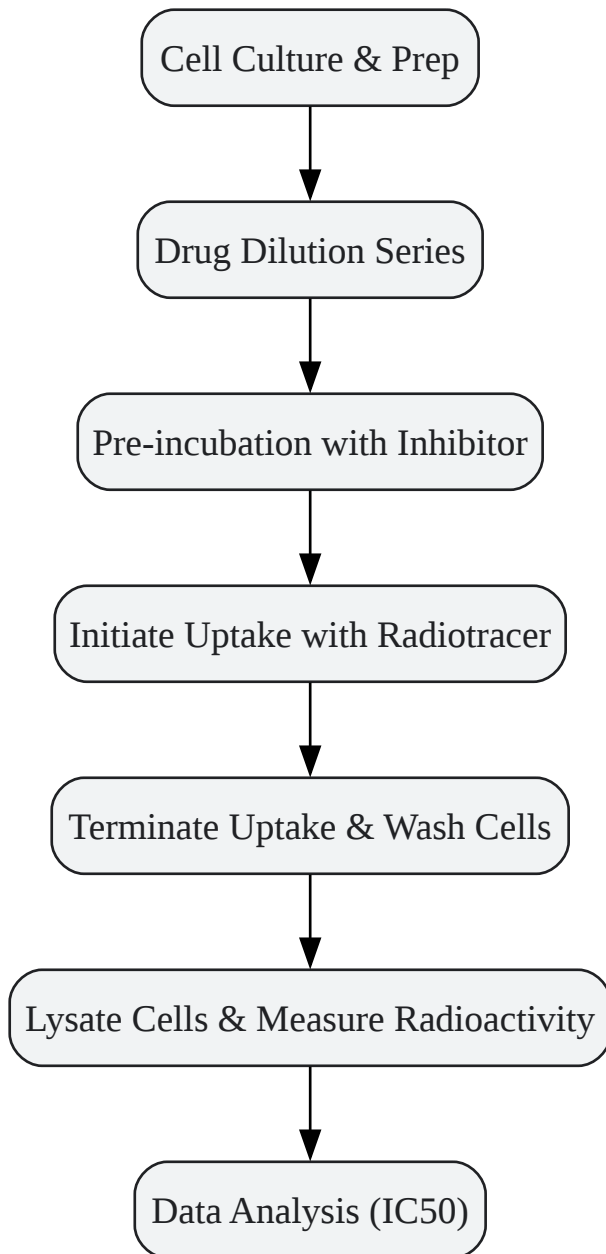 Cell Culture & Prep
Drug Dilution Series
Pre-incubation with Inhibitor
Initiate Uptake with Radiotracer
Terminate Uptake & Wash Cells
Lysate Cells & Measure Radioactivity
Data Analysis (IC50)